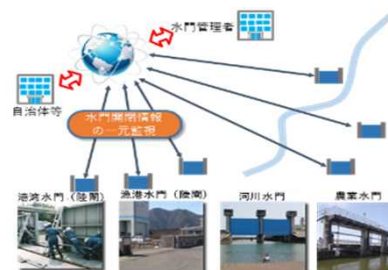 水門管理者
自治体等
水門開閉情報
の一元監視
港湾水門（陸閘）
漁港水門（陸閘）
河川水門
農業水門